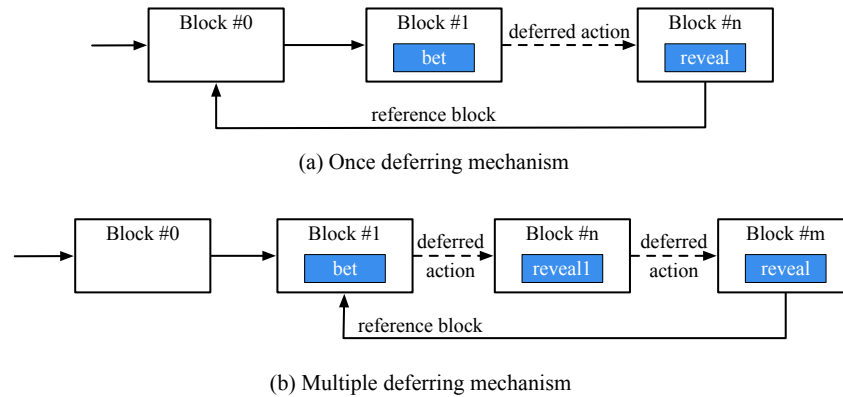 Block #0
Block #1
bet
deferred action
Block #n
reveal
reference block
(a) Once deferring mechanism
Block #0
Block #1
bet
deferred
action
Block #n
reveal1
deferred
action
Block #m
reveal
reference block
(b) Multiple deferring mechanism